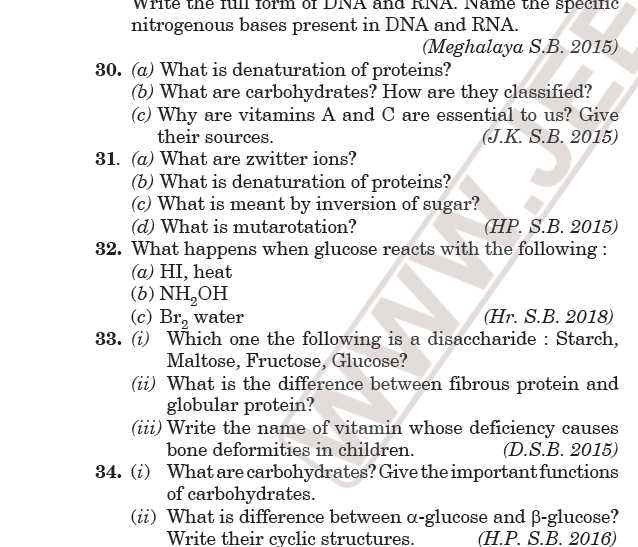 Write the full form of DNA and RNA. Name the specific
nitrogenous bases present in DNA and RNA.
(Meghalaya S.B. 2015)
30. (a) What is denaturation of proteins?
(b) What are carbohydrates? How are they classified?
(c) Why are vitamins A and C are essential to us? Give
their sources. (J.K. S.B. 2015)
31. (a) What are zwitter ions?
(b) What is denaturation of proteins?
(c) What is meant by inversion of sugar?
(d) What is mutarotation? (HP. S.B. 2015)
32. What happens when glucose reacts with the following :
(a) HI, heat
(b) NH₂OH
(c) Br₂ water (Hr. S.B. 2018)
33. (i) Which one the following is a disaccharide : Starch,
Maltose, Fructose, Glucose?
(ii) What is the difference between fibrous protein and
globular protein?
(iii) Write the name of vitamin whose deficiency causes
bone deformities in children. (D.S.B. 2015)
34. (i) What are carbohydrates? Give the important functions
of carbohydrates.
(ii) What is difference between α-glucose and β-glucose?
Write their cyclic structures. (H.P. S.B. 2016)
WWW.JEE